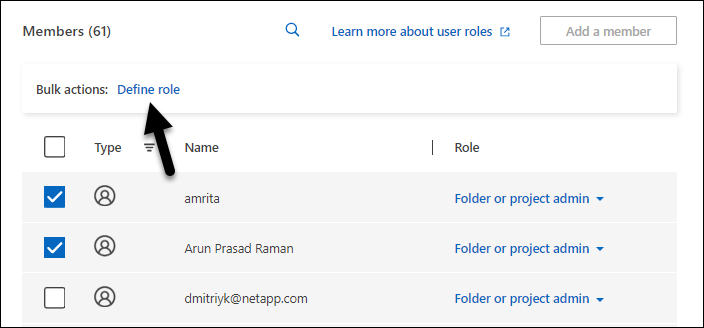 Members (61) Learn more about user roles Add a member
Bulk actions: Define role
Type Name Role
amrita Folder or project admin
Arun Prasad Raman Folder or project admin
dmitriyk@netapp.com Folder or project admin